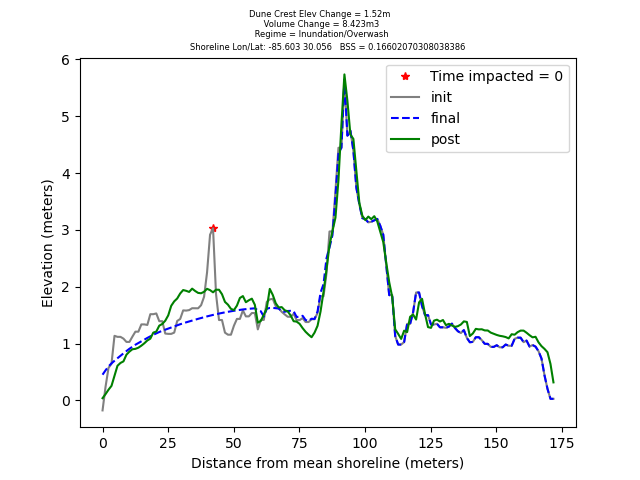 Dune Crest Elev Change = 1.52m
Volume Change = 8.423m3
Regime = Inundation/Overwash
Shoreline Lon/Lat: -85.603 30.056   BSS = 0.16602070308038386
Time impacted = 0
init
final
post
Elevation (meters)
6
5
4
3
2
1
0
0 25 50 75 100 125 150 175
Distance from mean shoreline (meters)